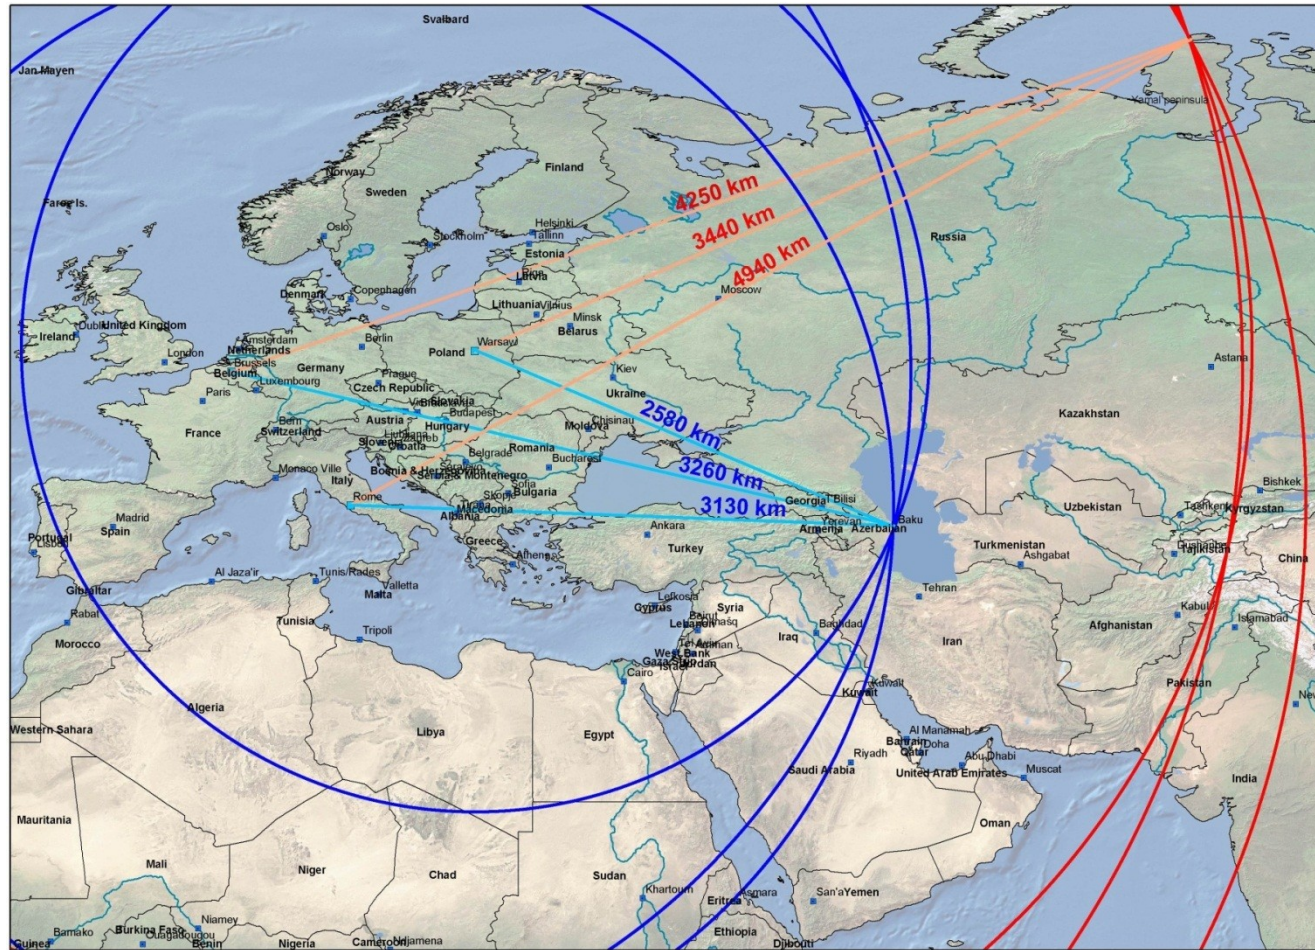 Svalbard
Jan Mayen
Yamal peninsula
Norway
Finland
Sweden
Faroe Is.
4250 km
3440 km
4940 km
Russia
Oslo
Stockholm
Helsinki
Tallinn
Estonia
Riga
Latvia
Denmark
Copenhagen
Lithuania
Vilnius
Moscow
Minsk
Belarus
Ireland
Dublin
United Kingdom
London
Amsterdam
Netherlands
Berlin
Poland
Warsaw
Brussels
Belgium
Germany
Luxembourg
Prague
Czech Republic
Kiev
Ukraine
Astana
Paris
Slovakia
Austria
Budapest
Hungary
Moldova
Chisinau
2580 km
Kazakhstan
France
Bern
Switzerland
Zagreb
Croatia
Romania
Belgrade
Bucharest
3260 km
Monaco Ville
Italy
Bosnia & Herzegovina
Sarajevo
Serbia & Montenegro
Sofia
Bulgaria
Bishkek
Rome
Skopje
Macedonia
Albania
3130 km
Georgia
T'Bilisi
Yerevan
Armenia
Azerbaijan
Baku
Uzbekistan
Tashkent
Kyrgyzstan
Madrid
Spain
Portugal
Lisbon
Greece
Athens
Ankara
Turkey
Turkmenistan
Ashgabat
Dushanbe
Tajikistan
China
Al Jaza'ir
Tunis/Rades
Valletta
Malta
Gibraltar
Tehran
Rabat
Tunisia
Lefkosia
Cyprus
Syria
Beirut
Lebanon
Dimashq
Kabul
Islamabad
Morocco
Tripoli
Iraq
Baghdad
Iran
Afghanistan
Tel Aviv
Amman
West Bank
Gaza Strip
Jordan
Israel
Cairo
Kuwait
Kuwait
Pakistan
New
Western Sahara
Algeria
Libya
Egypt
Al Manamah
Bahrain
Doha
Qatar
Riyadh
Saudi Arabia
Abu Dhabi
United Arab Emirates
Muscat
India
Mauritania
Oman
Mali
Niger
Chad
Sudan
Khartoum
Asmara
Eritrea
San'a
Yemen
Niamey
Bamako
Burkina Faso
Ouagadougou
Guinea
Benin
Nigeria
Cameroon
Ndjamena
Ethiopia
Djibouti